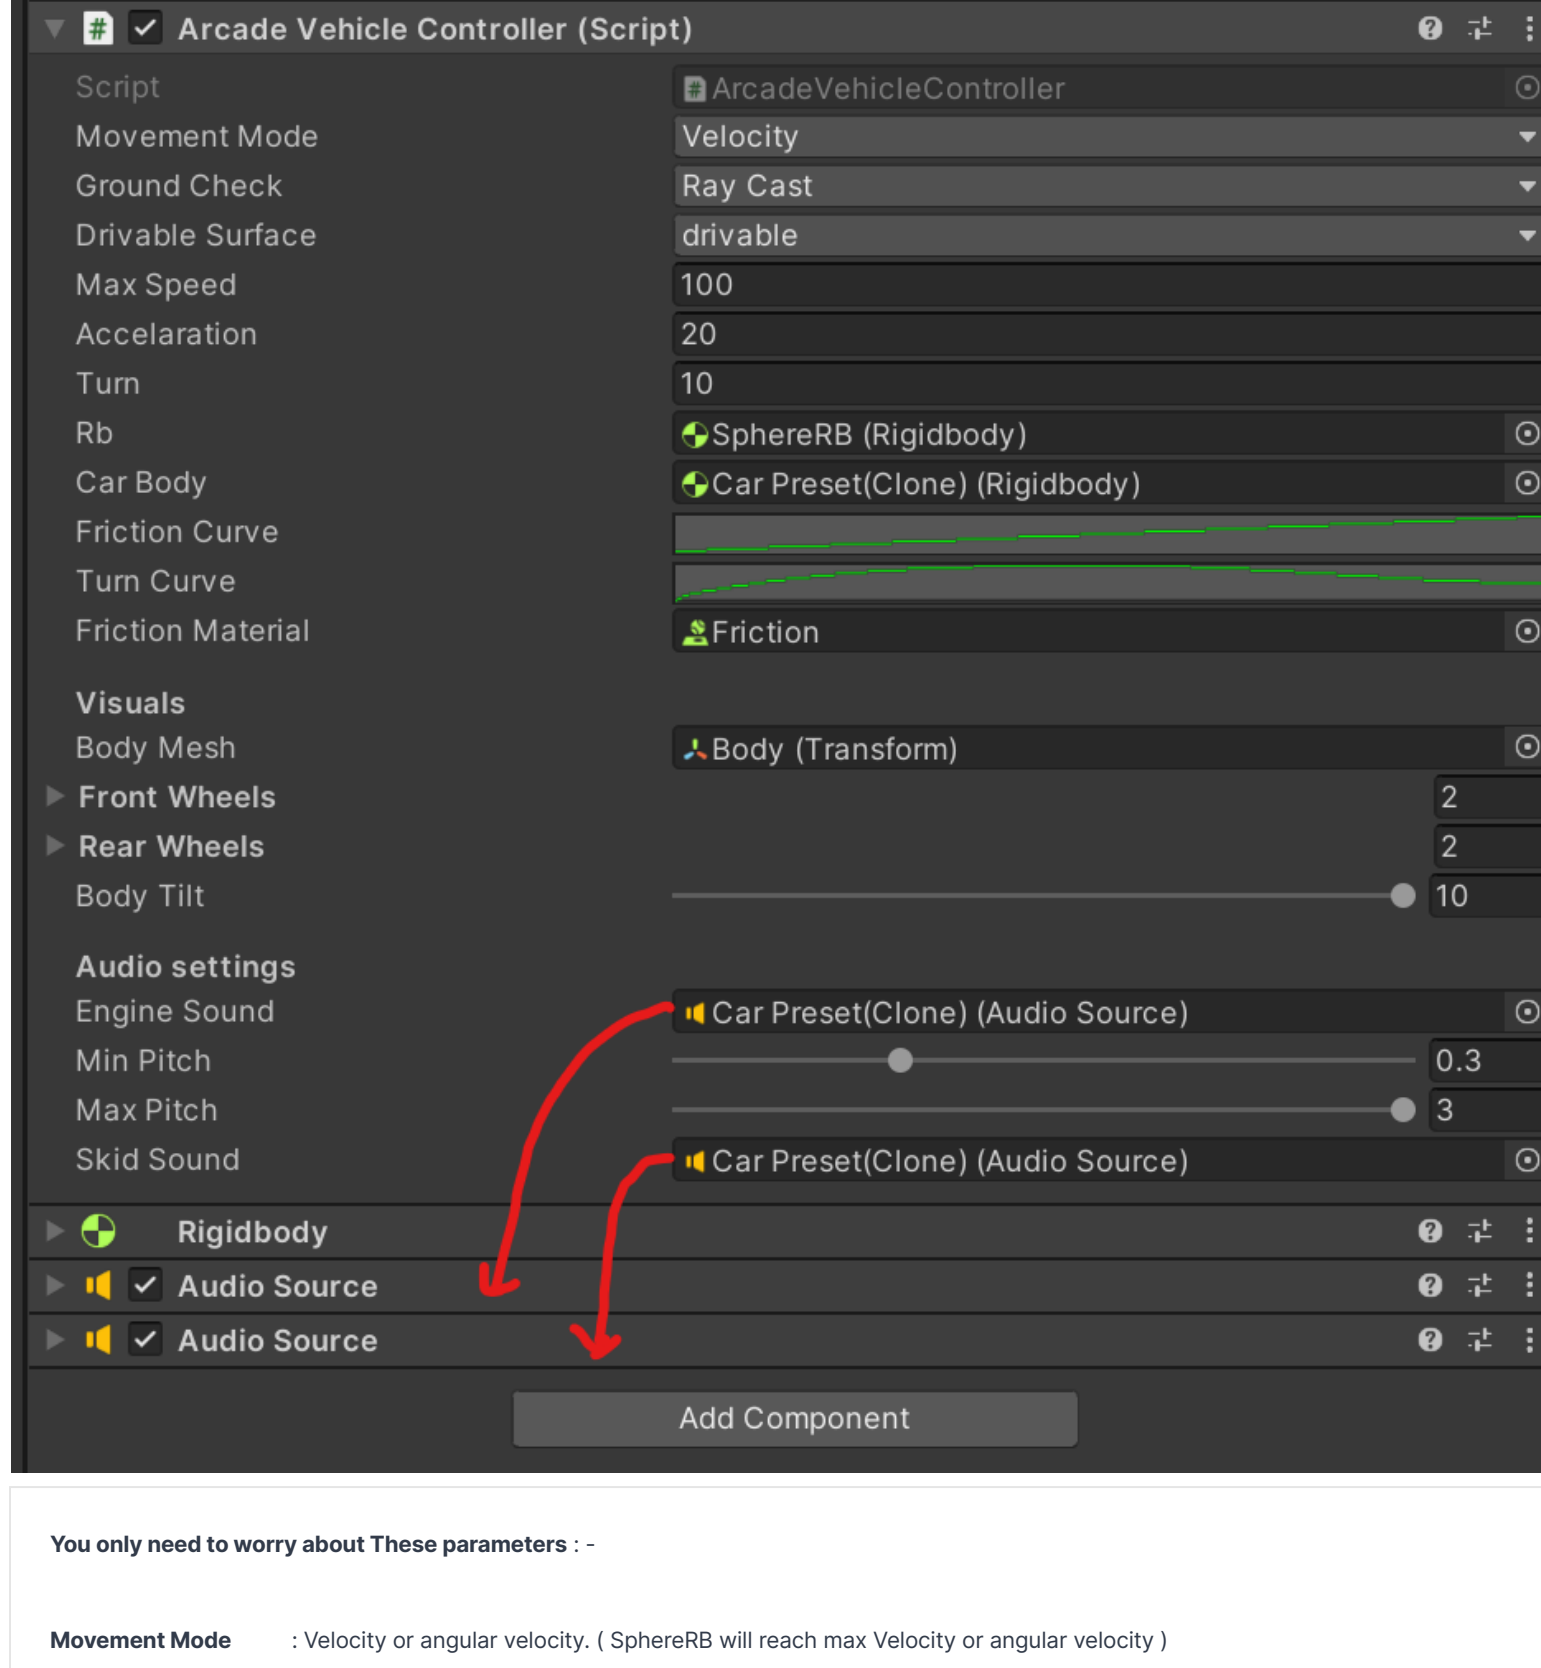 Arcade Vehicle Controller (Script)
Script ArcadeVehicleController
Movement Mode Velocity
Ground Check Ray Cast
Drivable Surface drivable
Max Speed 100
Accelaration 20
Turn 10
Rb SphereRB (Rigidbody)
Car Body Car Preset(Clone) (Rigidbody)
Friction Curve
Turn Curve
Friction Material Friction
Visuals
Body Mesh Body (Transform)
Front Wheels 2
Rear Wheels 2
Body Tilt 10
Audio settings
Engine Sound Car Preset(Clone) (Audio Source)
Min Pitch 0.3
Max Pitch 3
Skid Sound Car Preset(Clone) (Audio Source)
Rigidbody
Audio Source
Audio Source
Add Component
You only need to worry about These parameters : -
Movement Mode : Velocity or angular velocity. ( SphereRB will reach max Velocity or angular velocity )